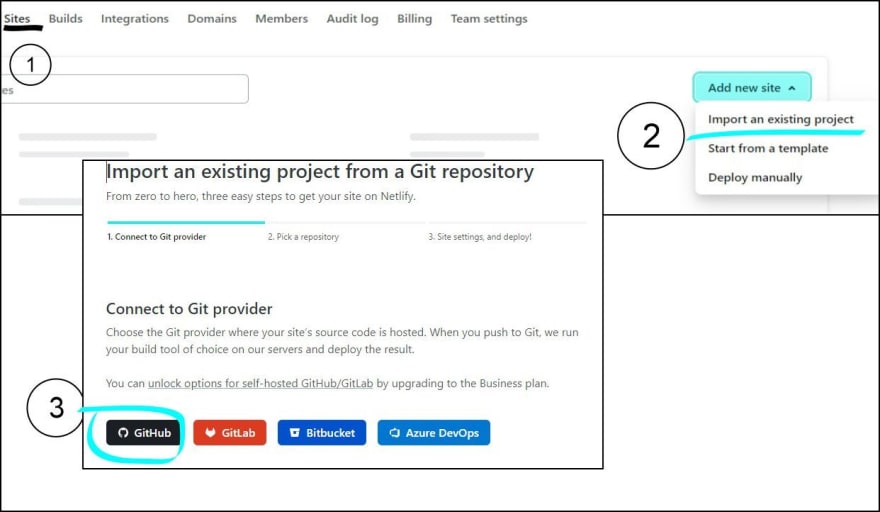 Sites Builds Integrations Domains Members Audit log Billing Team settings
1
es
Add new site
2
Import an existing project
Start from a template
Deploy manually
Import an existing project from a Git repository
From zero to hero, three easy steps to get your site on Netlify.
1. Connect to Git provider 2. Pick a repository 3. Site settings, and deploy!
Connect to Git provider
Choose the Git provider where your site's source code is hosted. When you push to Git, we run
your build tool of choice on our servers and deploy the result.
You can unlock options for self-hosted GitHub/GitLab by upgrading to the Business plan.
3
GitHub GitLab Bitbucket Azure DevOps